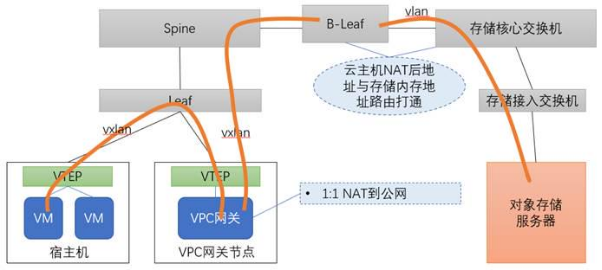 vlan
B-Leaf
Spine
存储核心交换机
云主机NAT后地
址与存储内存地
址路由打通
Leaf
存储接入交换机
vxlan
vxlan
VTEP
VTEP
VM
VM
VPC网关
• 1:1 NAT到公网
对象存储
服务器
宿主机
VPC网关节点